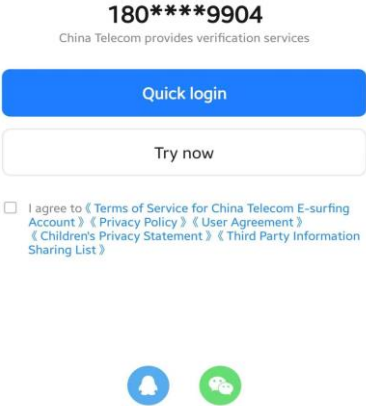 180****9904
China Telecom provides verification services
Quick login
Try now
I agree to《 Terms of Service for China Telecom E-surfing
Account 》《 Privacy Policy 》《 User Agreement 》
《 Children's Privacy Statement 》《 Third Party Information
Sharing List 》